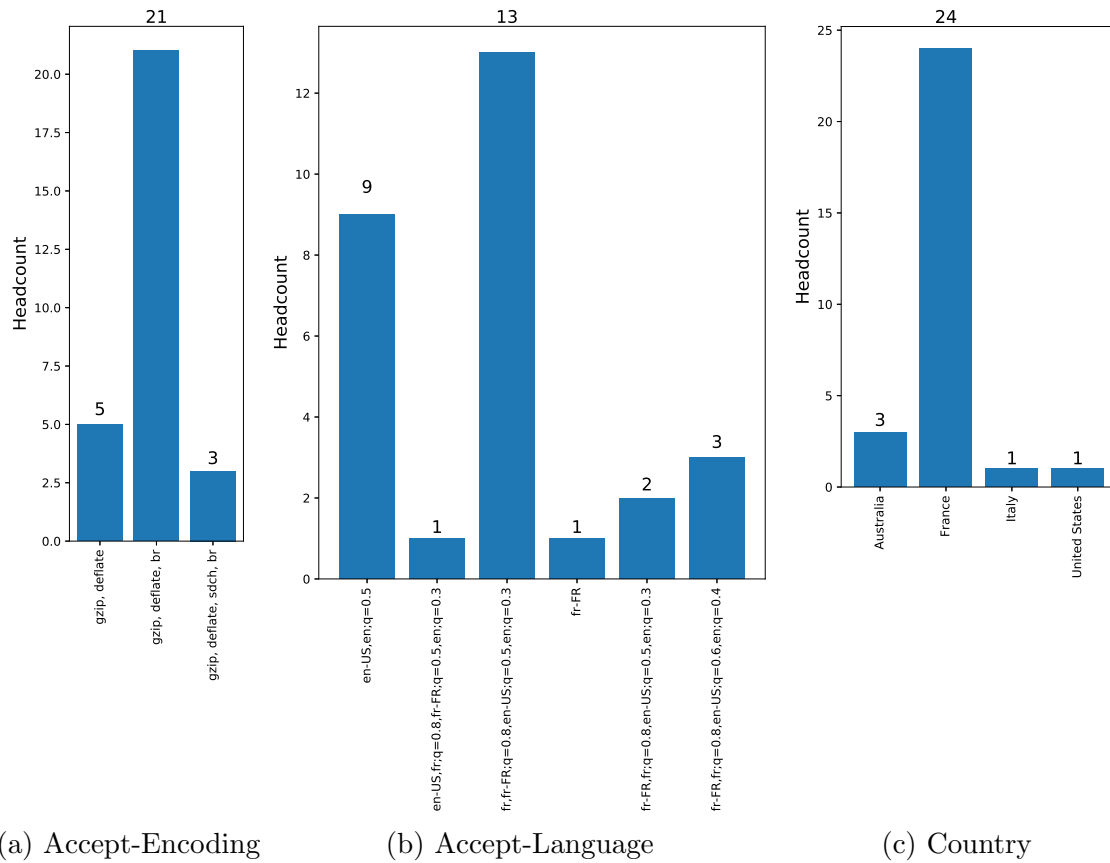 21
20.0
17.5
15.0
12.5
10.0
7.5
5.0
2.5
0.0
Headcount
5
3
gzip, deflate
gzip, deflate, br
gzip, deflate, sdch, br
(a) Accept-Encoding
13
12
10
8
6
4
2
0
Headcount
9
1
1
2
3
en-US,en;q=0.5
en-US,fr;q=0.8,fr-FR;q=0.5,en;q=0.3
fr,fr-FR;q=0.8,en-US;q=0.5,en;q=0.3
fr-FR
fr-FR,fr;q=0.8,en-US;q=0.5,en;q=0.3
fr-FR,fr;q=0.8,en-US;q=0.6,en;q=0.4
(b) Accept-Language
24
25
20
15
10
5
0
Headcount
3
1
1
Australia
France
Italy
United States
(c) Country